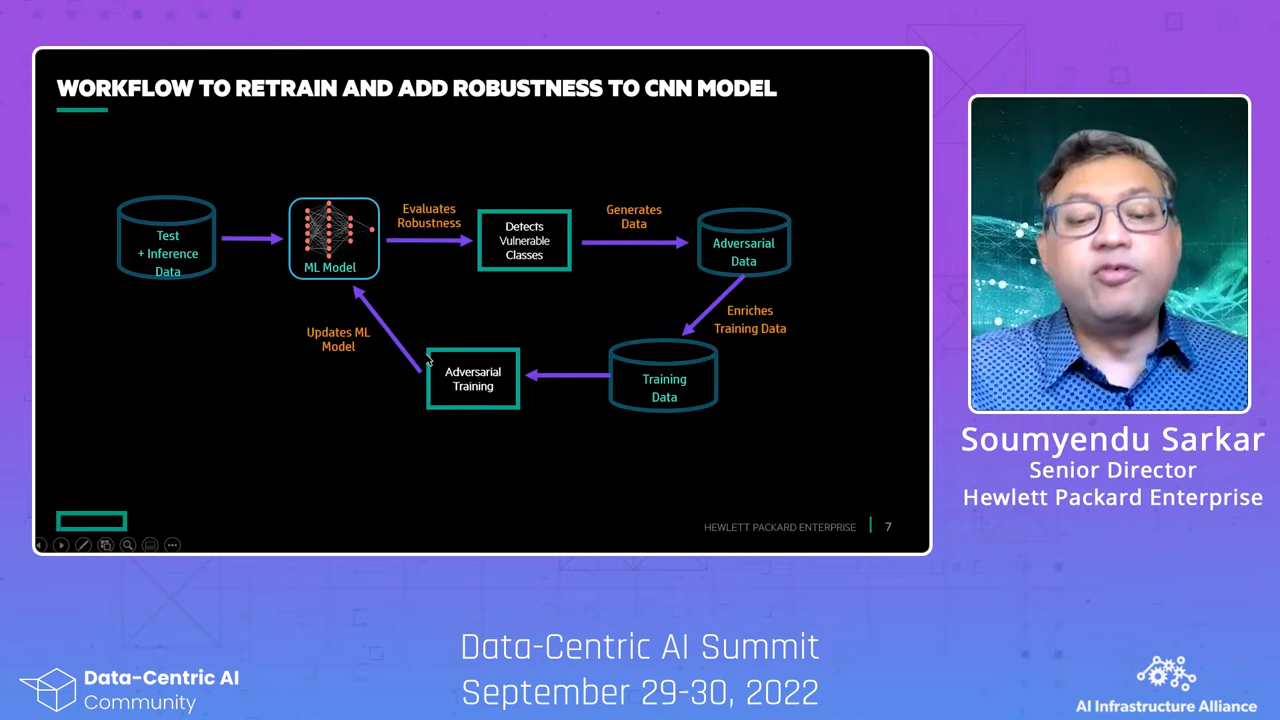 WORKFLOW TO RETRAIN AND ADD ROBUSTNESS TO CNN MODEL
Test
+ Inference
Data
ML Model
Evaluates
Robustness
Detects
Vulnerable
Classes
Generates
Data
Adversarial
Data
Enriches
Training Data
Training
Data
Adversarial
Training
Updates ML
Model
HEWLETT PACKARD ENTERPRISE
7
Soumyendu Sarkar
Senior Director
Hewlett Packard Enterprise
Data-Centric AI Summit
September 29-30, 2022
Data-Centric AI
Community
AI Infrastructure Alliance